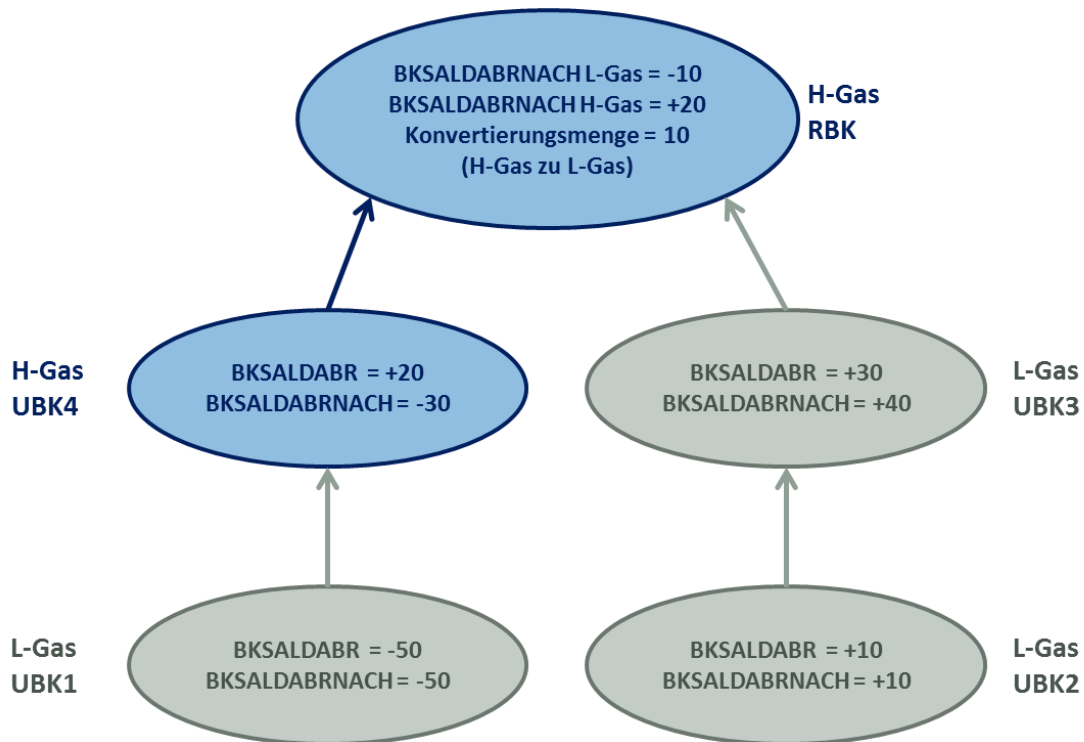 BKSALDABRNACH L-Gas = -10
BKSALDABRNACH H-Gas = +20
Konvertierungsmenge = 10
(H-Gas zu L-Gas)
H-Gas
RBK
H-Gas
UBK4
BKSALDABR = +20
BKSALDABRNACH = -30
BKSALDABR = +30
BKSALDABRNACH = +40
L-Gas
UBK3
L-Gas
UBK1
BKSALDABR = -50
BKSALDABRNACH = -50
BKSALDABR = +10
BKSALDABRNACH = +10
L-Gas
UBK2